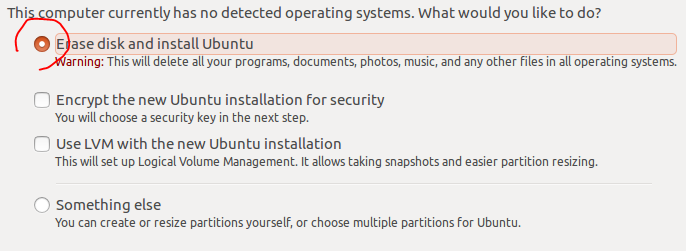 This computer currently has no detected operating systems. What would you like to do?
Erase disk and install Ubuntu
Warning: This will delete all your programs, documents, photos, music, and any other files in all operating systems.
Encrypt the new Ubuntu installation for security
You will choose a security key in the next step.
Use LVM with the new Ubuntu installation
This will set up Logical Volume Management. It allows taking snapshots and easier partition resizing.
Something else
You can create or resize partitions yourself, or choose multiple partitions for Ubuntu.